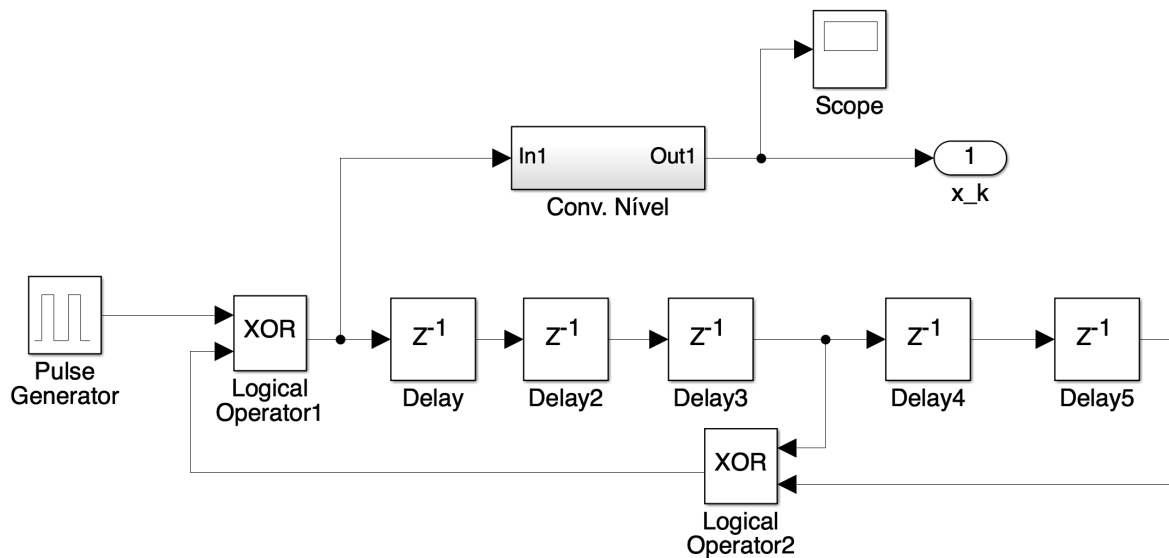 Scope
In1
Out1
Conv. Nível
1
x_k
Pulse
Generator
XOR
Logical
Operator1
z-1
Delay
z-1
Delay2
z-1
Delay3
z-1
Delay4
z-1
Delay5
XOR
Logical
Operator2